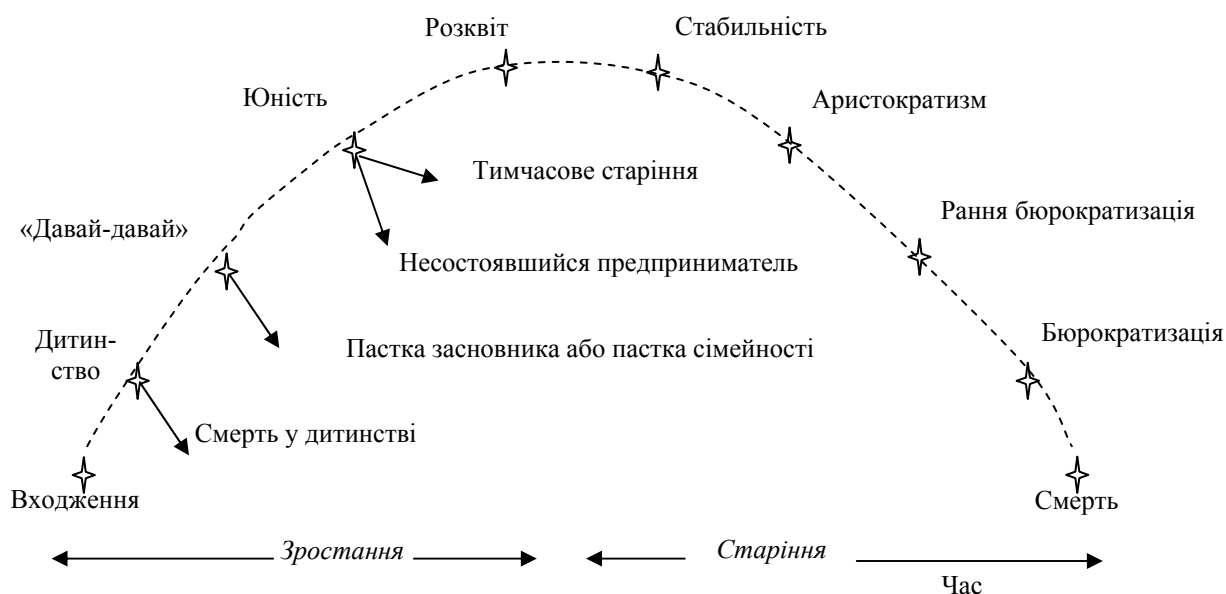 Розквіт
Стабільність
Юність
Аристократизм
Тимчасове старіння
«Давай-давай»
Рання бюрократизація
Несостоявшийся предприниматель
Дитин-
ство
Пастка засновника або пастка сімейності
Бюрократизація
Смерть у дитинстві
Входження
Смерть
Зростання
Старіння
Час